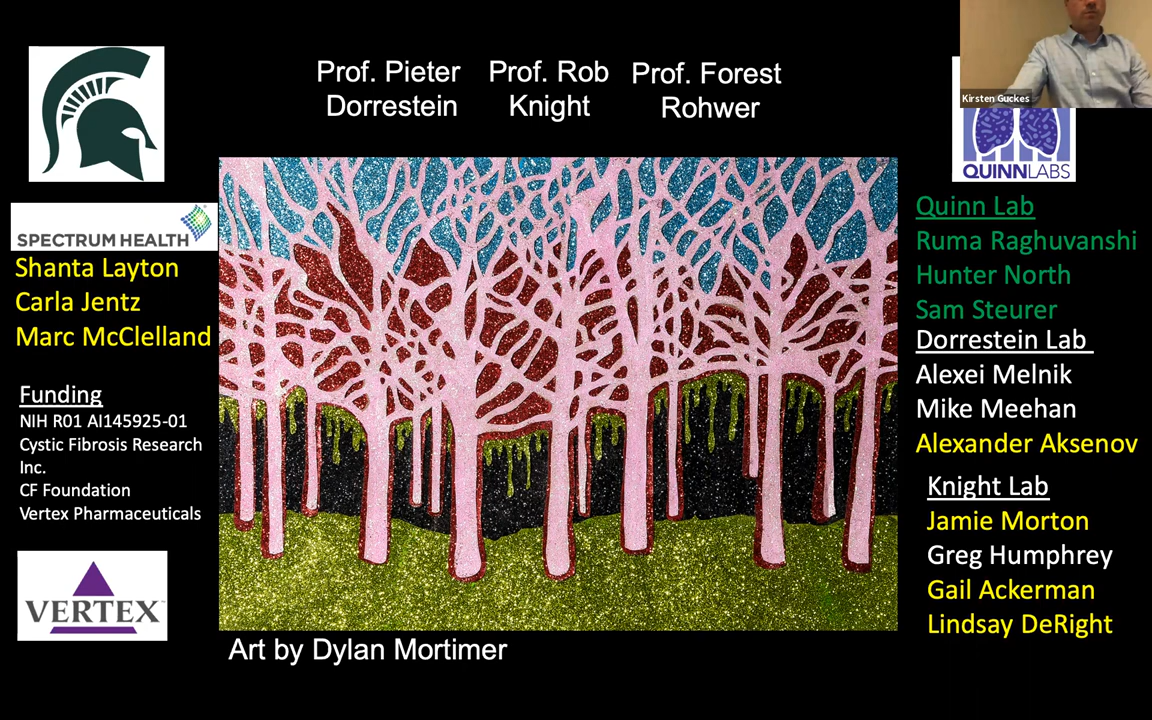 Prof. Pieter
Dorrestein
Prof. Rob
Knight
Prof. Forest
Rohwer
Kirsten Guckes
QUINNLABS
SPECTRUM HEALTH
Shanta Layton
Carla Jentz
Marc McClelland
Funding
NIH R01 AI145925-01
Cystic Fibrosis Research
Inc.
CF Foundation
Vertex Pharmaceuticals
VERTEX
Art by Dylan Mortimer
Quinn Lab
Ruma Raghuvanshi
Hunter North
Sam Steurer
Dorrestein Lab
Alexei Melnik
Mike Meehan
Alexander Aksenov
Knight Lab
Jamie Morton
Greg Humphrey
Gail Ackerman
Lindsay DeRight